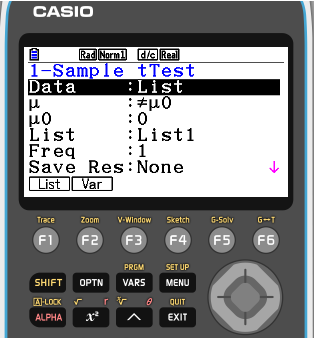 CASIO
Rad Norm1 d/c Real
1-Sample tTest
Data :List
μ :≠μ0
μ0 :0
List :List1
Freq :1
Save Res:None ↓
List Var
Trace Zoom V-Window Sketch G-Solv G↔T
F1 F2 F3 F4 F5 F6
PRGM SET UP
SHIFT OPTN VARS MENU
A-LOCK √ r ∛ θ QUIT
ALPHA x² ^ EXIT